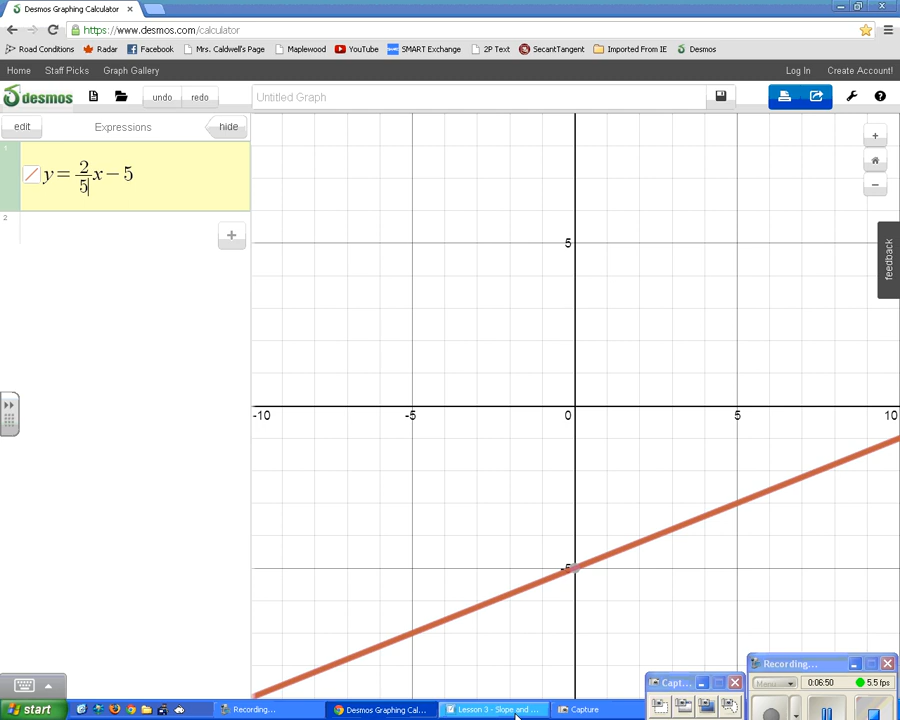 Desmos Graphing Calculator
https://www.desmos.com/calculator
Road Conditions Radar Facebook Mrs. Caldwell's Page Maplewood YouTube SMART Exchange 2P Text SecantTangent Imported From IE Desmos
Home Staff Picks Graph Gallery Log In Create Account!
desmos undo redo Untitled Graph
edit Expressions hide
1
y = 2/5 x − 5
2
+
+
−
feedback
5
-10 -5 0 5 10
-5
Capt...
Recording...
Menu 0:06:50 5.5 fps
start Recording... Desmos Graphing Cal... Lesson 3 - Slope and ... Capture